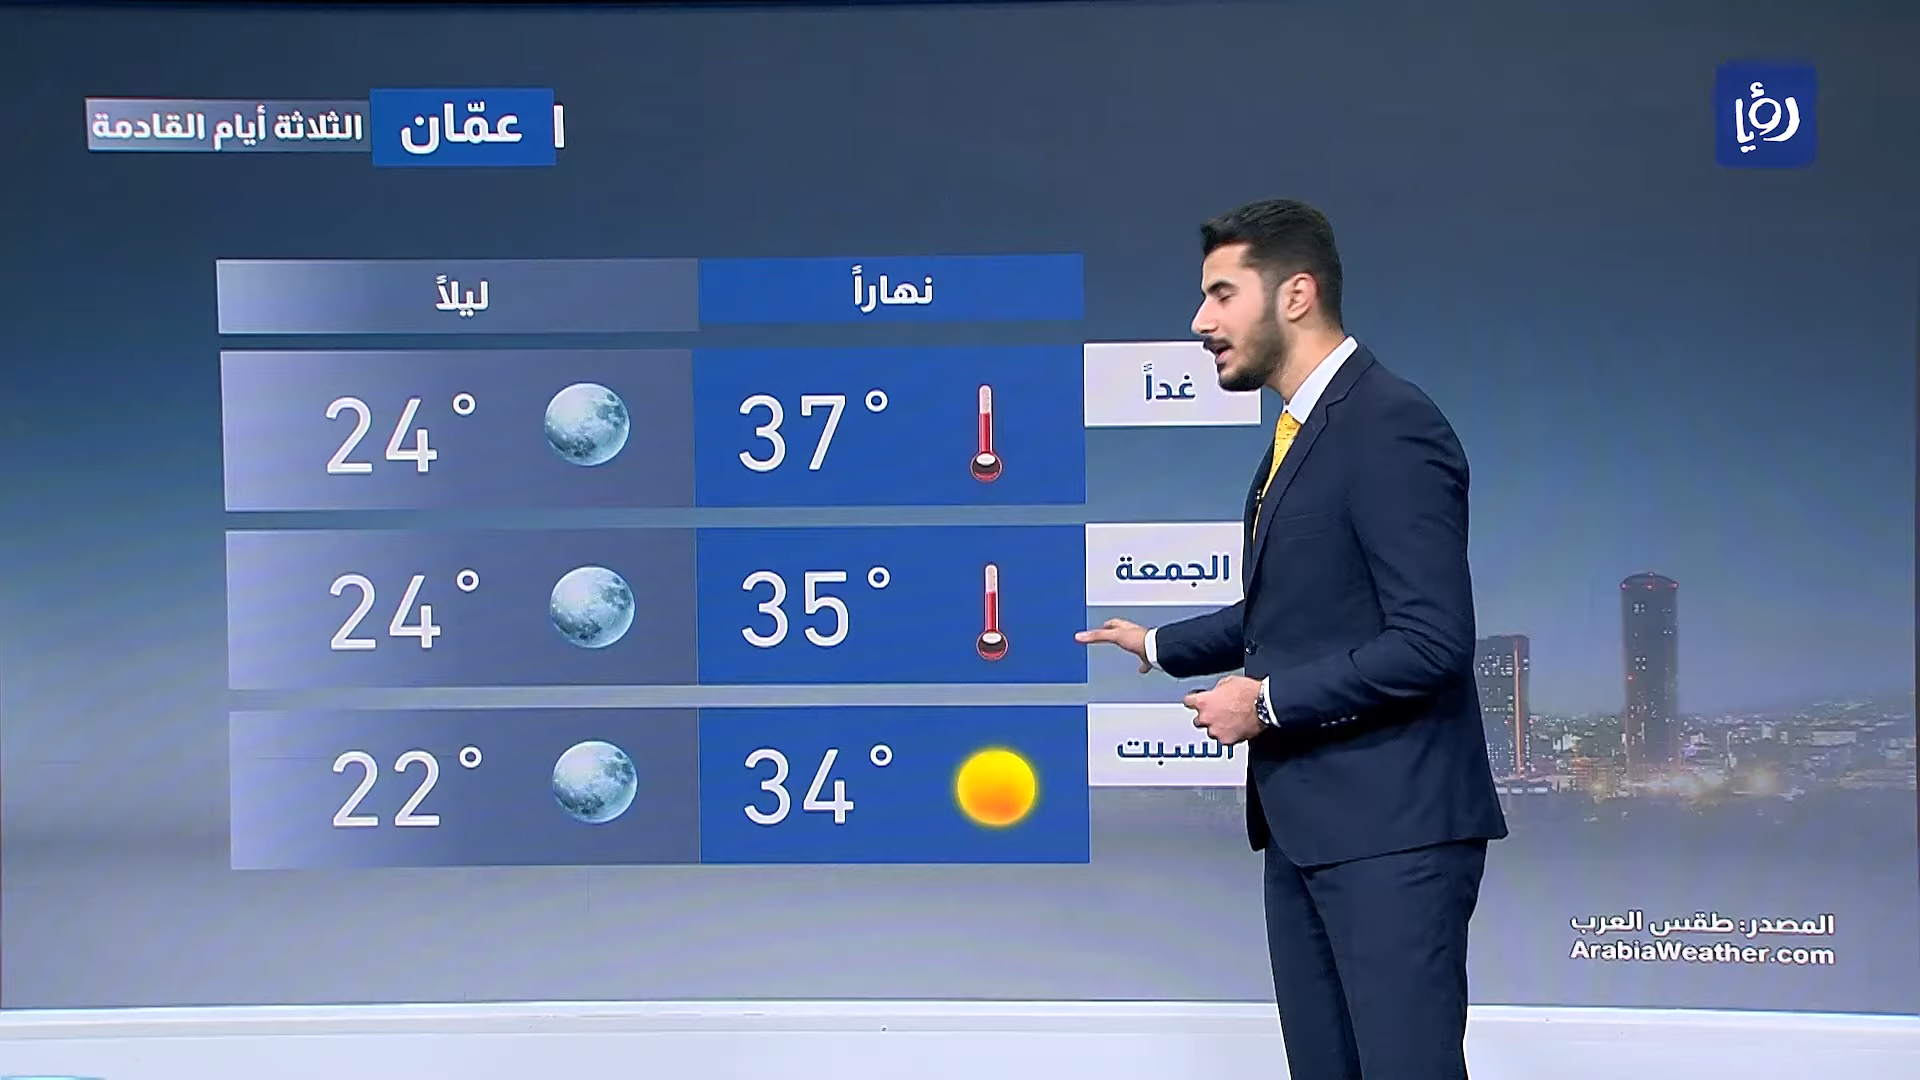 رؤيا
عمّان الثلاثة أيام القادمة
نهاراً ليلاً
غداً 37° 24°
الجمعة 35° 24°
السبت 34° 22°
المصدر: طقس العرب
ArabiaWeather.com